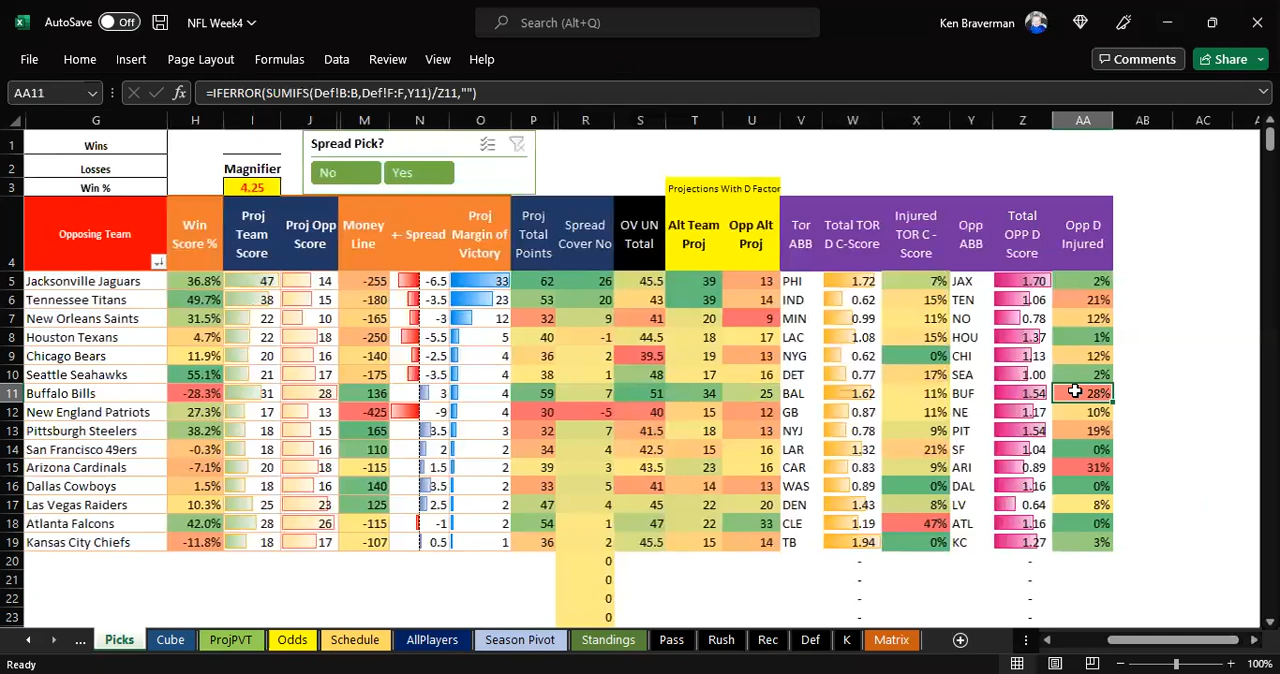 AutoSave Off NFL Week4 Search (Alt+Q) Ken Braverman
File Home Insert Page Layout Formulas Data Review View Help Comments Share
AA11 fx =IFERROR(SUMIFS(Def!B:B,Def!F:F,Y11)/Z11,"")
G H I J M N O P R S T U V W X Y Z AA AB AC
1 Wins Spread Pick?
2 Losses Magnifier No Yes
3 Win % 4.25 Projections With D Factor
4 Opposing Team Win Score % Proj Team Score Proj Opp Score Money Line +- Spread Proj Margin of Victory Proj Total Points Spread Cover No OV UN Total Alt Team Proj Opp Alt Proj Tor ABB Total TOR D C-Score Injured TOR C - Score Opp ABB Total OPP D Score Opp D Injured
5 Jacksonville Jaguars 36.8% 47 14 -255 -6.5 33 62 26 45.5 39 13 PHI 1.72 7% JAX 1.70 2%
6 Tennessee Titans 49.7% 38 15 -180 -3.5 23 53 20 43 39 14 IND 0.62 15% TEN 1.06 21%
7 New Orleans Saints 31.5% 22 10 -165 -3 12 32 9 41 20 9 MIN 0.99 11% NO 0.78 12%
8 Houston Texans 4.7% 22 18 -250 -5.5 5 40 -1 44.5 18 17 LAC 1.08 15% HOU 1.37 1%
9 Chicago Bears 11.9% 20 16 -140 -2.5 4 36 2 39.5 19 13 NYG 0.62 0% CHI 1.13 12%
10 Seattle Seahawks 55.1% 21 17 -175 -3.5 4 38 1 48 17 16 DET 0.77 17% SEA 1.00 2%
11 Buffalo Bills -28.3% 31 28 136 3 4 59 7 51 34 25 BAL 1.62 11% BUF 1.54 28%
12 New England Patriots 27.3% 17 13 -425 -9 4 30 -5 40 15 12 GB 0.87 11% NE 1.17 10%
13 Pittsburgh Steelers 38.2% 18 15 165 3.5 3 32 7 41.5 18 13 NYJ 0.78 9% PIT 1.54 19%
14 San Francisco 49ers -0.3% 18 16 110 2 2 34 4 42.5 15 16 LAR 1.32 21% SF 1.04 0%
15 Arizona Cardinals -7.1% 20 18 -115 1.5 2 39 3 43.5 23 16 CAR 0.83 9% ARI 0.89 31%
16 Dallas Cowboys 1.5% 18 16 140 3.5 2 33 5 41 14 13 WAS 0.89 0% DAL 1.16 0%
17 Las Vegas Raiders 10.3% 25 23 125 2.5 2 47 4 45 22 20 DEN 1.43 8% LV 0.64 8%
18 Atlanta Falcons 42.0% 28 26 -115 -1 2 54 1 47 22 33 CLE 1.19 47% ATL 1.16 0%
19 Kansas City Chiefs -11.8% 18 17 -107 0.5 1 36 2 45.5 15 14 TB 1.94 0% KC 1.27 3%
20 0 - -
21 0 - -
22 0 - -
23 0 - -
... Picks Cube ProjPVT Odds Schedule AllPlayers Season Pivot Standings Pass Rush Rec Def K Matrix
Ready 100%